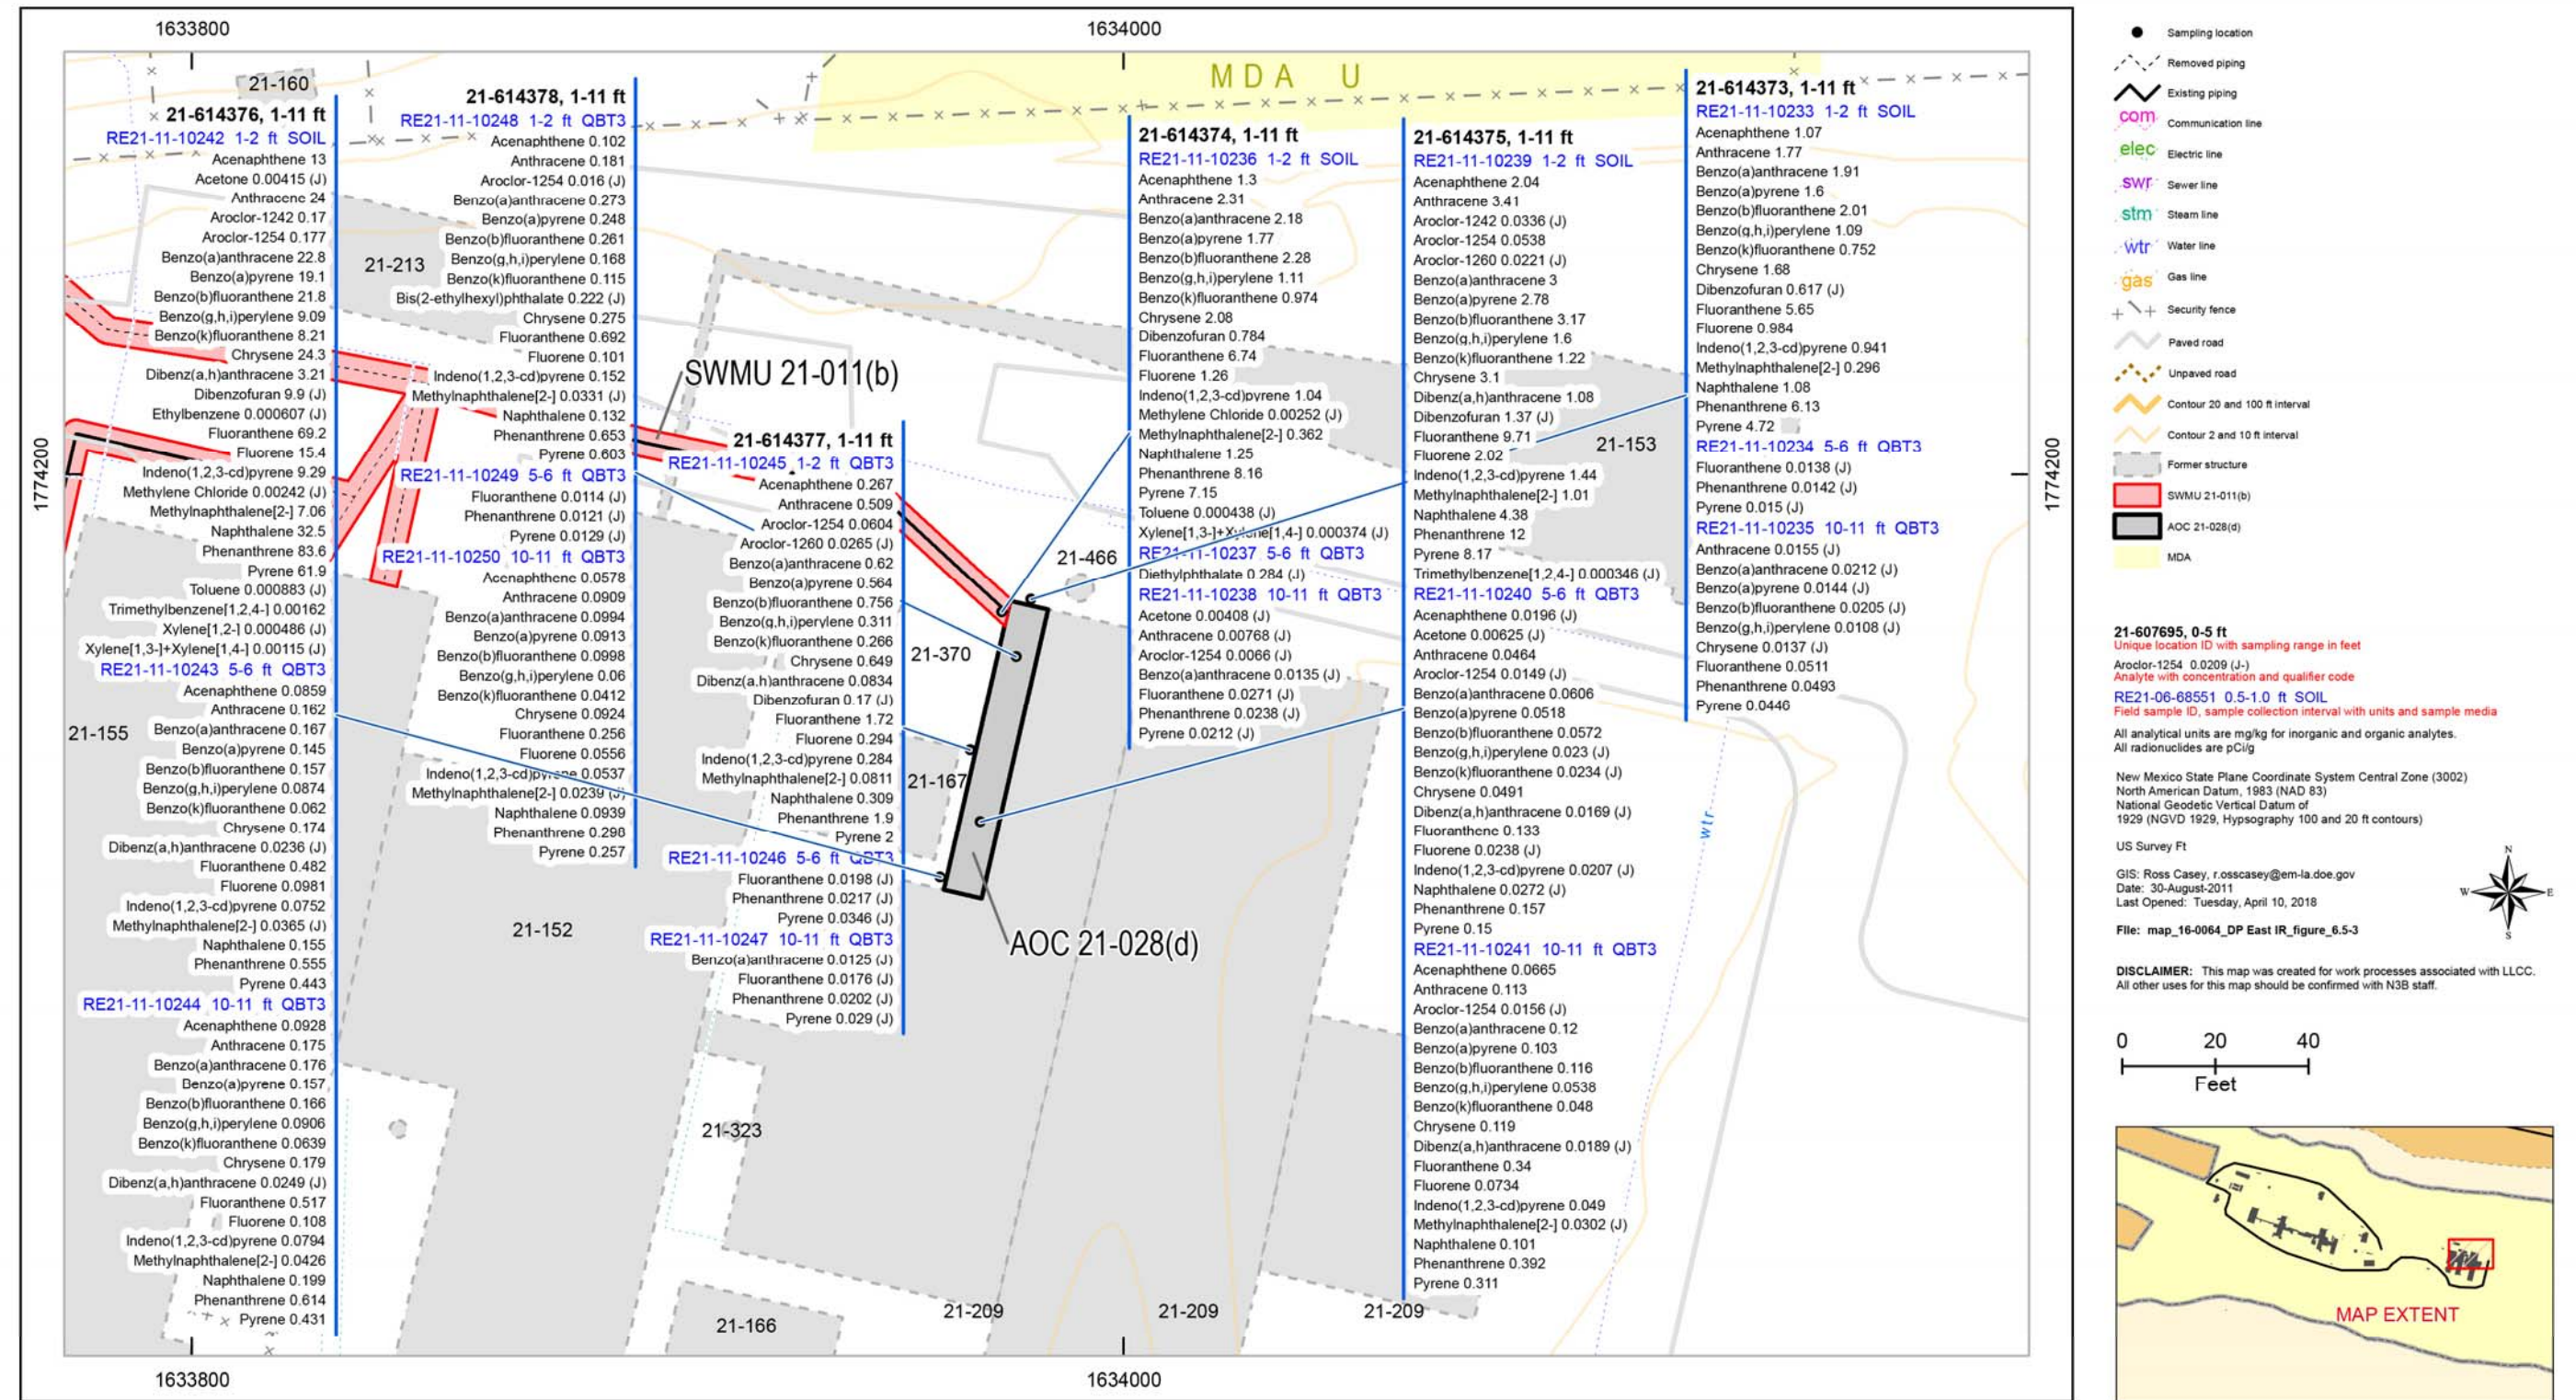 1633800
1634000
MDA U
21-160
21-614376, 1-11 ft
RE21-11-10242 1-2 ft SOIL
Acenaphthene 13
Acetone 0.00415 (J)
Anthracene 24
Aroclor-1242 0.17
Aroclor-1254 0.177
Benzo(a)anthracene 22.8
Benzo(a)pyrene 19.1
Benzo(b)fluoranthene 21.8
Benzo(g,h,i)perylene 9.09
Benzo(k)fluoranthene 8.21
Chrysene 24.3
Dibenz(a,h)anthracene 3.21
Dibenzofuran 9.9 (J)
Ethylbenzene 0.000607 (J)
Fluoranthene 69.2
Fluorene 15.4
Indeno(1,2,3-cd)pyrene 9.29
Methylene Chloride 0.00242 (J)
Methylnaphthalene[2-] 7.06
Naphthalene 32.5
Phenanthrene 83.6
Pyrene 61.9
Toluene 0.000883 (J)
Trimethylbenzene[1,2,4-] 0.00162
Xylene[1,2-] 0.000486 (J)
Xylene[1,3-]+Xylene[1,4-] 0.00115 (J)
RE21-11-10243 5-6 ft QBT3
Acenaphthene 0.0859
Anthracene 0.162
Benzo(a)anthracene 0.167
Benzo(a)pyrene 0.145
Benzo(b)fluoranthene 0.157
Benzo(g,h,i)perylene 0.0874
Benzo(k)fluoranthene 0.062
Chrysene 0.174
Dibenz(a,h)anthracene 0.0236 (J)
Fluoranthene 0.482
Fluorene 0.0981
Indeno(1,2,3-cd)pyrene 0.0752
Methylnaphthalene[2-] 0.0365 (J)
Naphthalene 0.155
Phenanthrene 0.555
Pyrene 0.443
RE21-11-10244 10-11 ft QBT3
Acenaphthene 0.0928
Anthracene 0.175
Benzo(a)anthracene 0.176
Benzo(a)pyrene 0.157
Benzo(b)fluoranthene 0.166
Benzo(g,h,i)perylene 0.0906
Benzo(k)fluoranthene 0.0639
Chrysene 0.179
Dibenz(a,h)anthracene 0.0249 (J)
Fluoranthene 0.517
Fluorene 0.108
Indeno(1,2,3-cd)pyrene 0.0794
Methylnaphthalene[2-] 0.0426
Naphthalene 0.199
Phenanthrene 0.614
Pyrene 0.431
21-614378, 1-11 ft
RE21-11-10248 1-2 ft QBT3
Acenaphthene 0.102
Anthracene 0.181
Aroclor-1254 0.016 (J)
Benzo(a)anthracene 0.273
Benzo(a)pyrene 0.248
Benzo(b)fluoranthene 0.261
Benzo(g,h,i)perylene 0.168
Benzo(k)fluoranthene 0.115
Bis(2-ethylhexyl)phthalate 0.222 (J)
Chrysene 0.275
Fluoranthene 0.692
Fluorene 0.101
Indeno(1,2,3-cd)pyrene 0.152
Methylnaphthalene[2-] 0.0331 (J)
Naphthalene 0.132
Phenanthrene 0.653
Pyrene 0.603
RE21-11-10249 5-6 ft QBT3
Fluoranthene 0.0114 (J)
Phenanthrene 0.0121 (J)
Pyrene 0.0129 (J)
RE21-11-10250 10-11 ft QBT3
Acenaphthene 0.0578
Anthracene 0.0909
Benzo(a)anthracene 0.0994
Benzo(a)pyrene 0.0913
Benzo(b)fluoranthene 0.0998
Benzo(g,h,i)perylene 0.06
Benzo(k)fluoranthene 0.0412
Chrysene 0.0924
Fluoranthene 0.256
Fluorene 0.0556
Indeno(1,2,3-cd)pyrene 0.0537
Methylnaphthalene[2-] 0.0239 (J)
Naphthalene 0.0939
Phenanthrene 0.298
Pyrene 0.257
21-213
SWMU 21-011(b)
21-614377, 1-11 ft
RE21-11-10245 1-2 ft QBT3
Acenaphthene 0.267
Anthracene 0.509
Aroclor-1254 0.0604
Aroclor-1260 0.0265 (J)
Benzo(a)anthracene 0.62
Benzo(a)pyrene 0.564
Benzo(b)fluoranthene 0.756
Benzo(g,h,i)perylene 0.311
Benzo(k)fluoranthene 0.266
Chrysene 0.649
Dibenz(a,h)anthracene 0.0834
Dibenzofuran 0.17 (J)
Fluoranthene 1.72
Fluorene 0.294
Indeno(1,2,3-cd)pyrene 0.284
Methylnaphthalene[2-] 0.0811
Naphthalene 0.309
Phenanthrene 1.9
Pyrene 2
RE21-11-10246 5-6 ft QBT3
Fluoranthene 0.0198 (J)
Phenanthrene 0.0217 (J)
Pyrene 0.0346 (J)
RE21-11-10247 10-11 ft QBT3
Benzo(a)anthracene 0.0125 (J)
Fluoranthene 0.0176 (J)
Phenanthrene 0.0202 (J)
Pyrene 0.029 (J)
21-614374, 1-11 ft
RE21-11-10236 1-2 ft SOIL
Acenaphthene 1.3
Anthracene 2.31
Benzo(a)anthracene 2.18
Benzo(a)pyrene 1.77
Benzo(b)fluoranthene 2.28
Benzo(g,h,i)perylene 1.11
Benzo(k)fluoranthene 0.974
Chrysene 2.08
Dibenzofuran 0.784
Fluoranthene 6.74
Fluorene 1.26
Indeno(1,2,3-cd)pyrene 1.04
Methylene Chloride 0.00252 (J)
Methylnaphthalene[2-] 0.362
Naphthalene 1.25
Phenanthrene 8.16
Pyrene 7.15
Toluene 0.000438 (J)
Xylene[1,3-]+Xylene[1,4-] 0.000374 (J)
RE21-11-10237 5-6 ft QBT3
Diethylphthalate 0.284 (J)
RE21-11-10238 10-11 ft QBT3
Acetone 0.00408 (J)
Anthracene 0.00768 (J)
Aroclor-1254 0.0066 (J)
Benzo(a)anthracene 0.0135 (J)
Fluoranthene 0.0271 (J)
Phenanthrene 0.0238 (J)
Pyrene 0.0212 (J)
21-614375, 1-11 ft
RE21-11-10239 1-2 ft SOIL
Acenaphthene 2.04
Anthracene 3.41
Aroclor-1242 0.0336 (J)
Aroclor-1254 0.0538
Aroclor-1260 0.0221 (J)
Benzo(a)anthracene 3
Benzo(a)pyrene 2.78
Benzo(b)fluoranthene 3.17
Benzo(g,h,i)perylene 1.6
Benzo(k)fluoranthene 1.22
Chrysene 3.1
Dibenz(a,h)anthracene 1.08
Dibenzofuran 1.37 (J)
Fluoranthene 9.71
Fluorene 2.02
Indeno(1,2,3-cd)pyrene 1.44
Methylnaphthalene[2-] 1.01
Naphthalene 4.38
Phenanthrene 12
Pyrene 8.17
Trimethylbenzene[1,2,4-] 0.000346 (J)
RE21-11-10240 5-6 ft QBT3
Acenaphthene 0.0196 (J)
Acetone 0.00625 (J)
Anthracene 0.0464
Aroclor-1254 0.0149 (J)
Benzo(a)anthracene 0.0606
Benzo(a)pyrene 0.0518
Benzo(b)fluoranthene 0.0572
Benzo(g,h,i)perylene 0.023 (J)
Benzo(k)fluoranthene 0.0234 (J)
Chrysene 0.0491
Dibenz(a,h)anthracene 0.0169 (J)
Fluoranthene 0.133
Fluorene 0.0238 (J)
Indeno(1,2,3-cd)pyrene 0.0207 (J)
Naphthalene 0.0272 (J)
Phenanthrene 0.157
Pyrene 0.15
RE21-11-10241 10-11 ft QBT3
Acenaphthene 0.0665
Anthracene 0.113
Aroclor-1254 0.0156 (J)
Benzo(a)anthracene 0.12
Benzo(a)pyrene 0.103
Benzo(b)fluoranthene 0.116
Benzo(g,h,i)perylene 0.0538
Benzo(k)fluoranthene 0.048
Chrysene 0.119
Dibenz(a,h)anthracene 0.0189 (J)
Fluoranthene 0.34
Fluorene 0.0734
Indeno(1,2,3-cd)pyrene 0.049
Methylnaphthalene[2-] 0.0302 (J)
Naphthalene 0.101
Phenanthrene 0.392
Pyrene 0.311
21-614373, 1-11 ft
RE21-11-10233 1-2 ft SOIL
Acenaphthene 1.07
Anthracene 1.77
Benzo(a)anthracene 1.91
Benzo(a)pyrene 1.6
Benzo(b)fluoranthene 2.01
Benzo(g,h,i)perylene 1.09
Benzo(k)fluoranthene 0.752
Chrysene 1.68
Dibenzofuran 0.617 (J)
Fluoranthene 5.65
Fluorene 0.984
Indeno(1,2,3-cd)pyrene 0.941
Methylnaphthalene[2-] 0.296
Naphthalene 1.08
Phenanthrene 6.13
Pyrene 4.72
RE21-11-10234 5-6 ft QBT3
Fluoranthene 0.0138 (J)
Phenanthrene 0.0142 (J)
Pyrene 0.015 (J)
RE21-11-10235 10-11 ft QBT3
Anthracene 0.0155 (J)
Benzo(a)anthracene 0.0212 (J)
Benzo(a)pyrene 0.0144 (J)
Benzo(b)fluoranthene 0.0205 (J)
Benzo(g,h,i)perylene 0.0108 (J)
Chrysene 0.0137 (J)
Fluoranthene 0.0511
Phenanthrene 0.0493
Pyrene 0.0446
21-153
21-466
21-370
21-167
21-155
21-152
AOC 21-028(d)
wtr
21-323
21-166
21-209
21-209
21-209
1774200
1774200
1633800
1634000
Sampling location
Removed piping
Existing piping
com Communication line
elec Electric line
swr Sewer line
stm Steam line
wtr Water line
gas Gas line
Security fence
Paved road
Unpaved road
Contour 20 and 100 ft interval
Contour 2 and 10 ft interval
Former structure
SWMU 21-011(b)
AOC 21-028(d)
MDA
21-607695, 0-5 ft
Unique location ID with sampling range in feet
Aroclor-1254 0.0209 (J-)
Analyte with concentration and qualifier code
RE21-06-68551 0.5-1.0 ft SOIL
Field sample ID, sample collection interval with units and sample media
All analytical units are mg/kg for inorganic and organic analytes.
All radionuclides are pCi/g
New Mexico State Plane Coordinate System Central Zone (3002)
North American Datum, 1983 (NAD 83)
National Geodetic Vertical Datum of
1929 (NGVD 1929, Hypsography 100 and 20 ft contours)
US Survey Ft
GIS: Ross Casey, r.osscasey@em-la.doe.gov
Date: 30-August-2011
Last Opened: Tuesday, April 10, 2018
File: map_16-0064_DP East IR_figure_6.5-3
N
W E
S
DISCLAIMER: This map was created for work processes associated with LLCC.
All other uses for this map should be confirmed with N3B staff.
0 20 40
Feet
MAP EXTENT